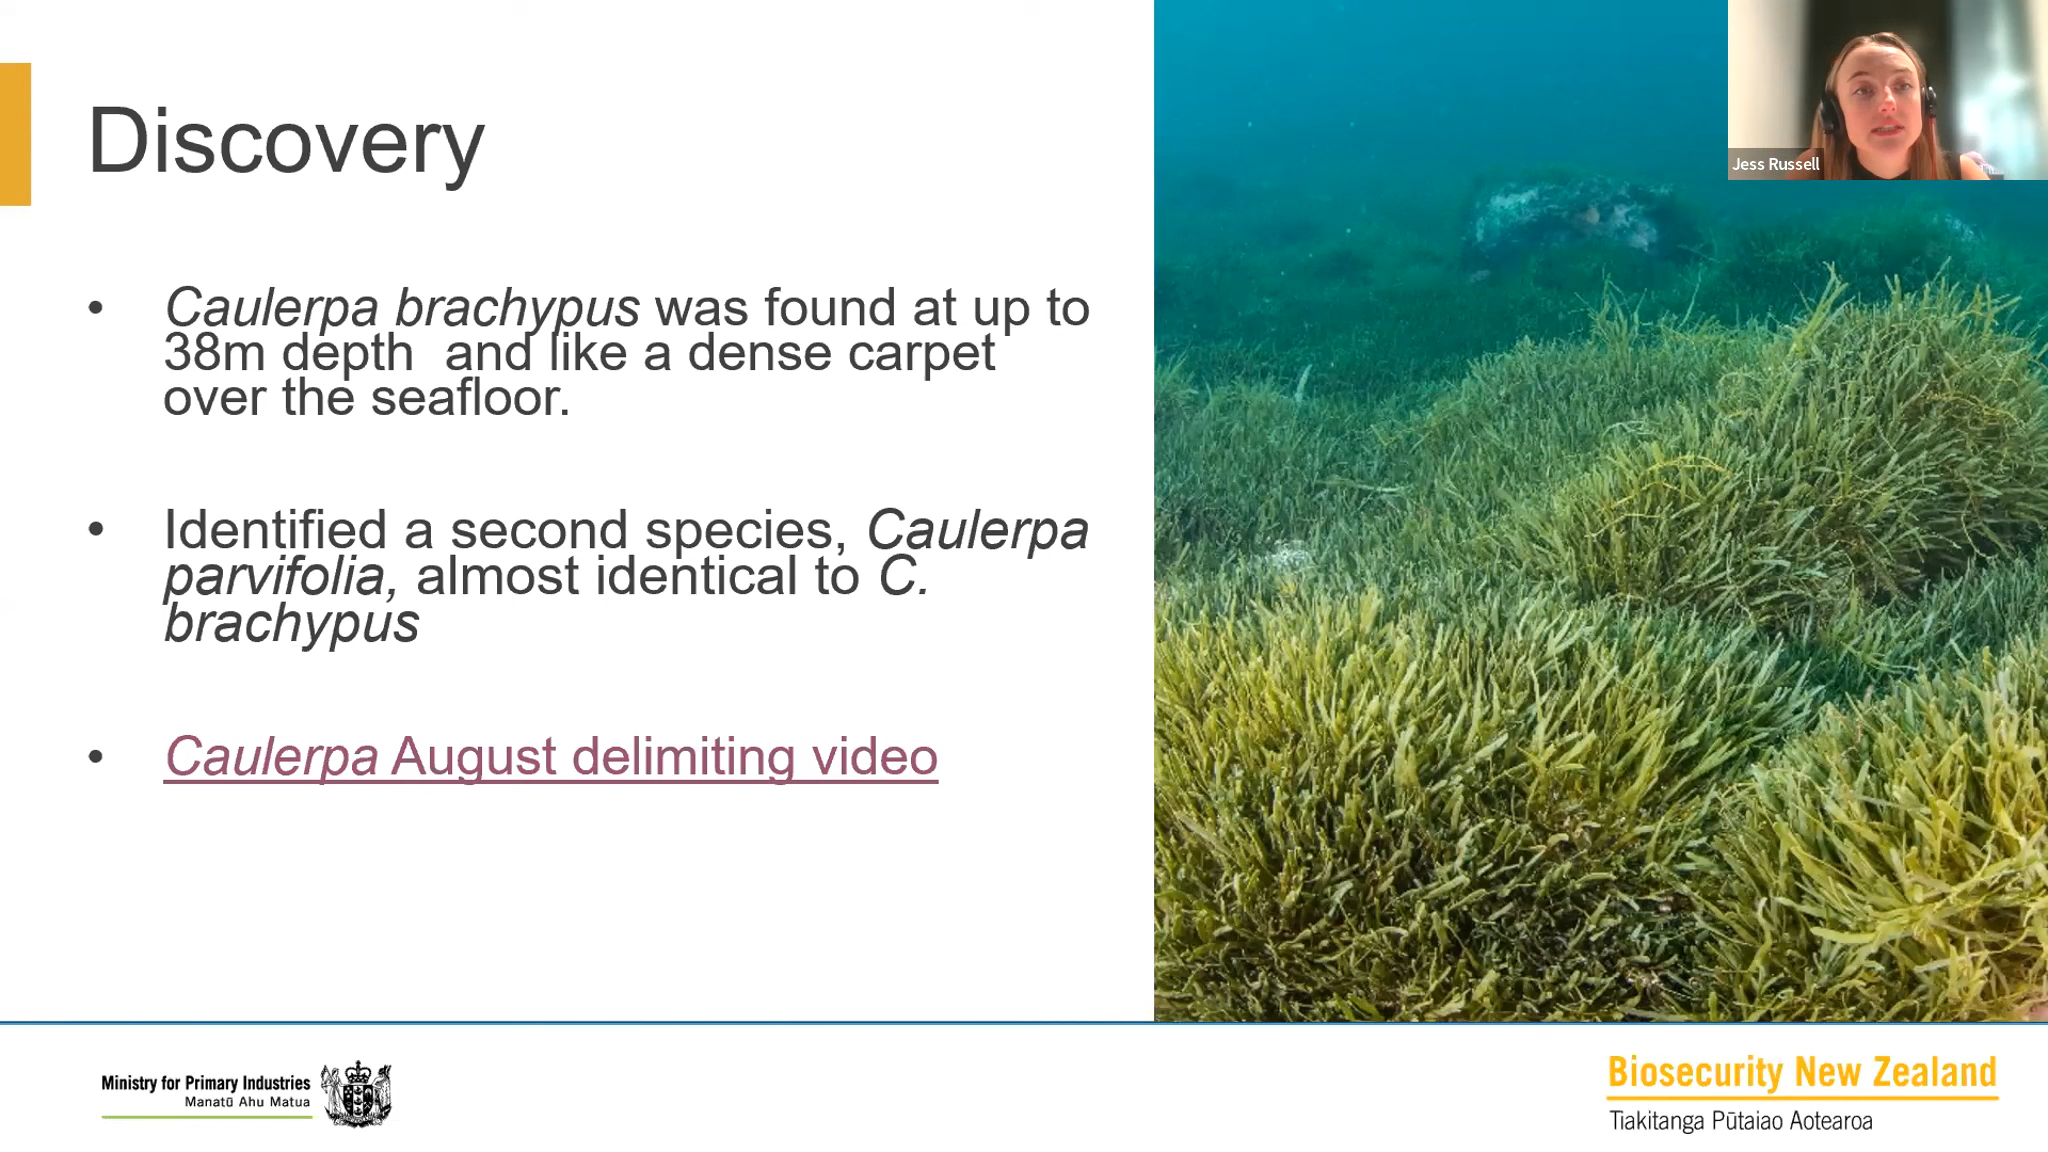 Discovery
• Caulerpa brachypus was found at up to
38m depth  and like a dense carpet
over the seafloor.
• Identified a second species, Caulerpa
parvifolia, almost identical to C.
brachypus
• Caulerpa August delimiting video
Jess Russell
Ministry for Primary Industries
Manatū Ahu Matua
Biosecurity New Zealand
Tiakitanga Pūtaiao Aotearoa